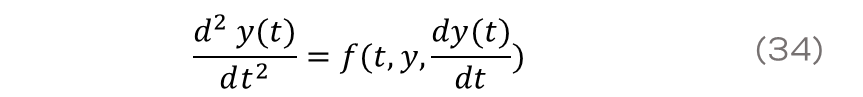 d² y(t)/dt² = f(t, y, dy(t)/dt) (34)